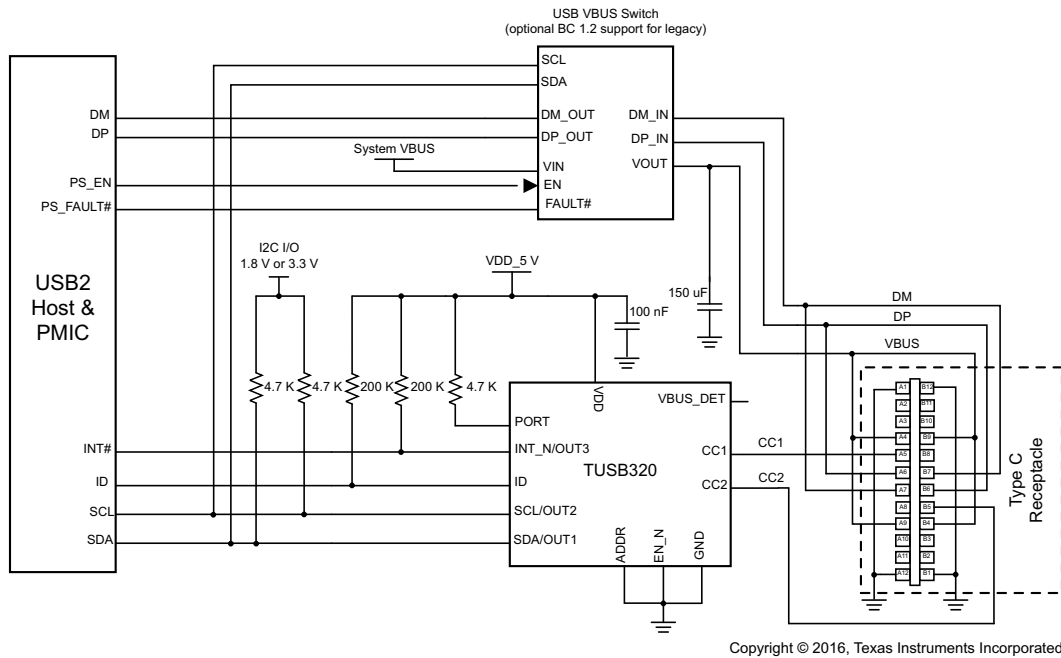 USB VBUS Switch
(optional BC 1.2 support for legacy)
SCL
SDA
DM
DM_OUT
DM_IN
DP
DP_OUT
DP_IN
System VBUS
VIN
VOUT
PS_EN
EN
PS_FAULT#
FAULT#
I2C I/O
1.8 V or 3.3 V
VDD_5 V
USB2
Host &
PMIC
150 uF
100 nF
DM
DP
VBUS
4.7 K
4.7 K
200 K
200 K
4.7 K
VDD
VBUS_DET
PORT
INT#
INT_N/OUT3
CC1
CC1
TUSB320
ID
ID
CC2
CC2
SCL
SCL/OUT2
SDA
SDA/OUT1
ADDR
EN_N
GND
A1
B12
A2
B11
A3
B10
A4
B9
A5
B8
A6
B7
A7
B6
A8
B5
A9
B4
A10
B3
A11
B2
A12
B1
Type C
Receptacle
Copyright © 2016, Texas Instruments Incorporated